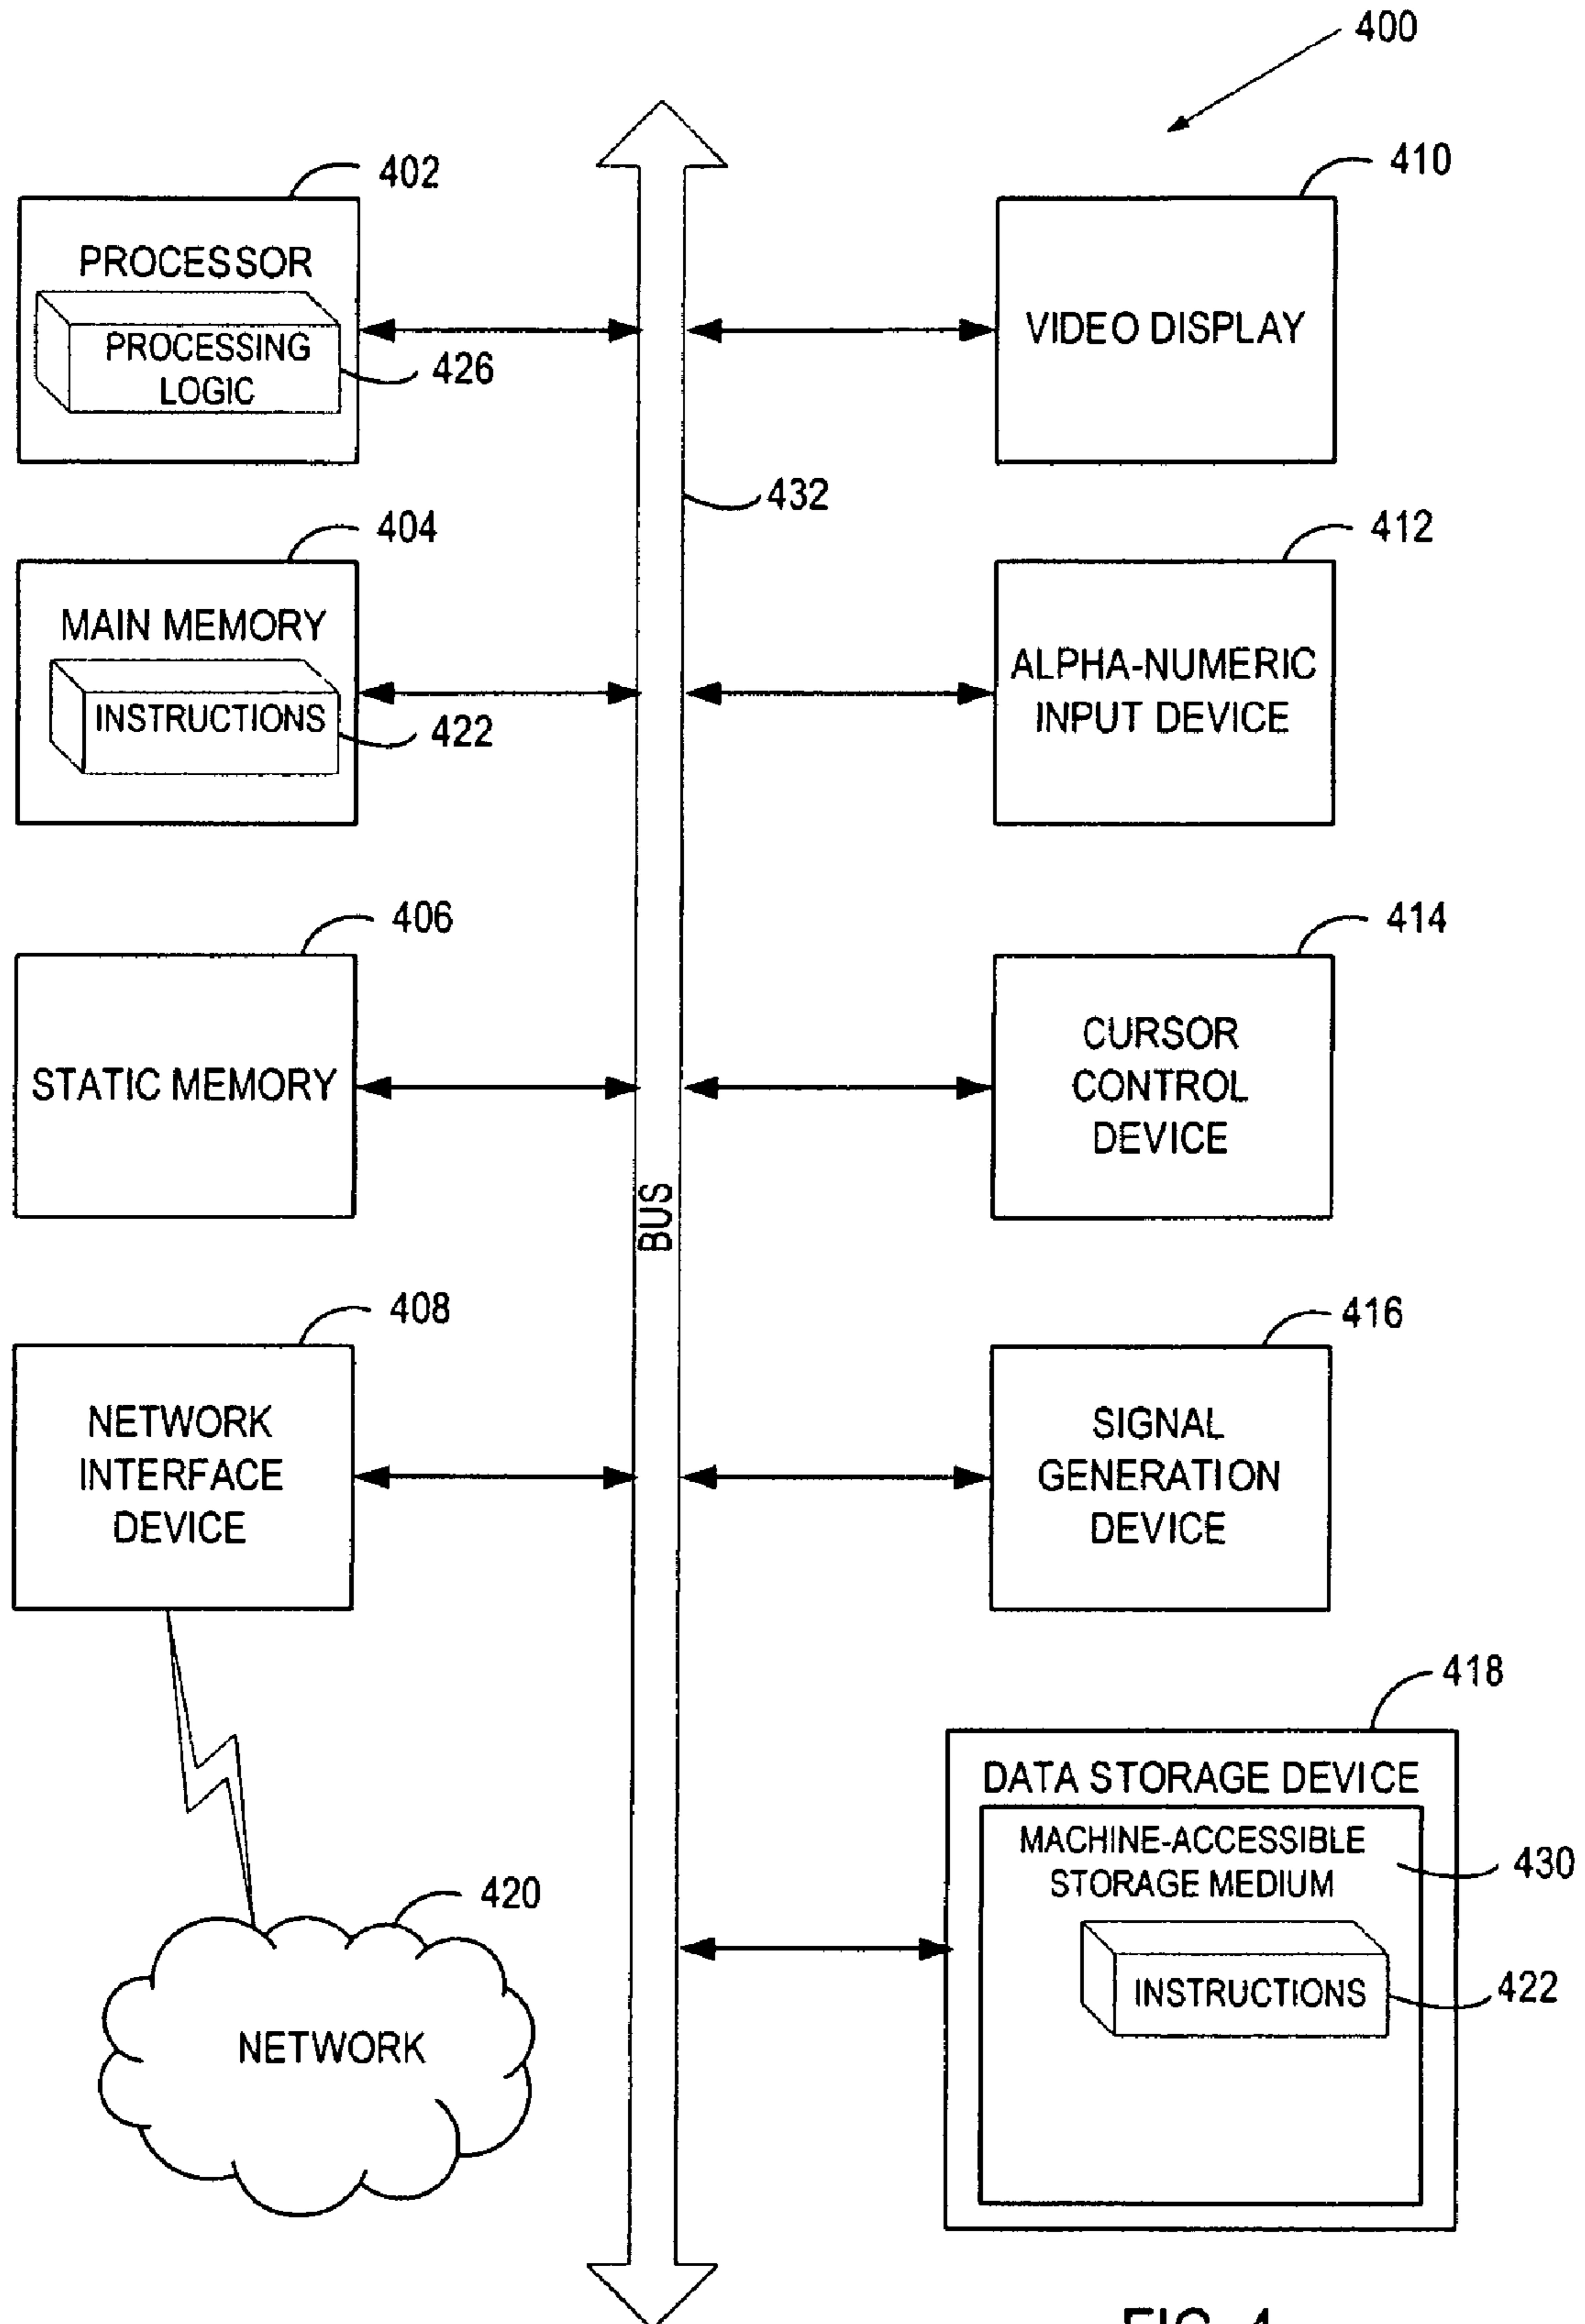 400
402
PROCESSOR
PROCESSING
LOGIC
426
410
VIDEO DISPLAY
432
404
MAIN MEMORY
INSTRUCTIONS
422
412
ALPHA-NUMERIC
INPUT DEVICE
406
STATIC MEMORY
414
CURSOR
CONTROL
DEVICE
BUS
408
NETWORK
INTERFACE
DEVICE
416
SIGNAL
GENERATION
DEVICE
418
DATA STORAGE DEVICE
MACHINE-ACCESSIBLE
STORAGE MEDIUM
430
INSTRUCTIONS
422
420
NETWORK
FIG. 4